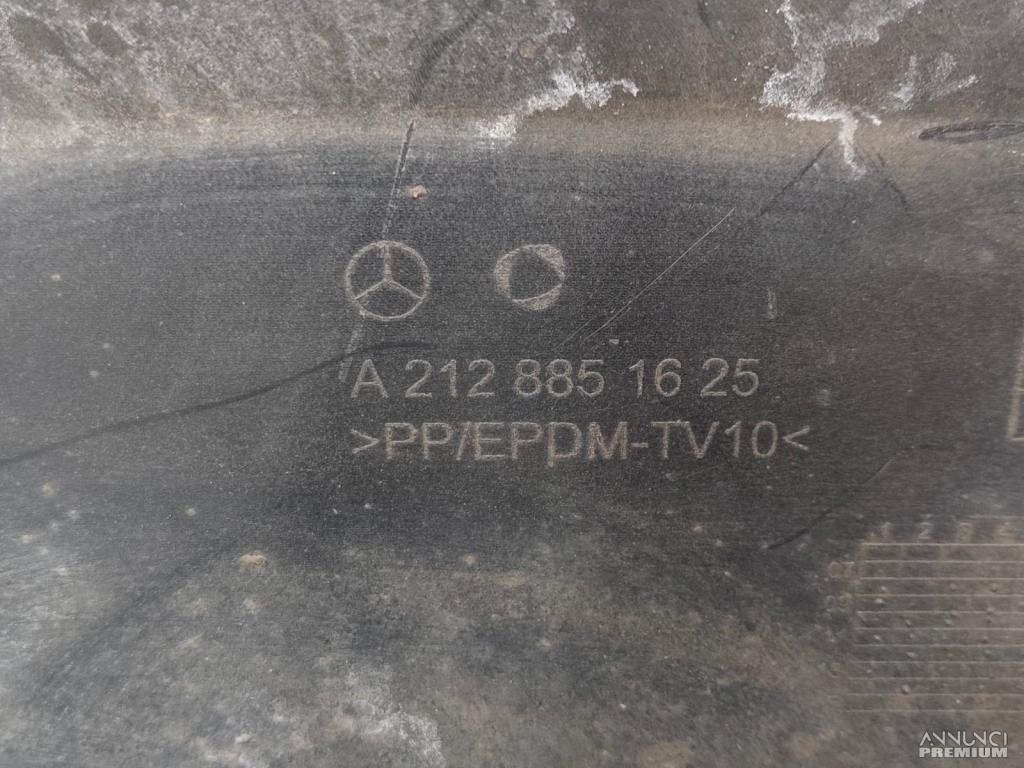 A 212 885 16 25
>PP/EPDM-TV10<
ANNUNCI
PREMIUM